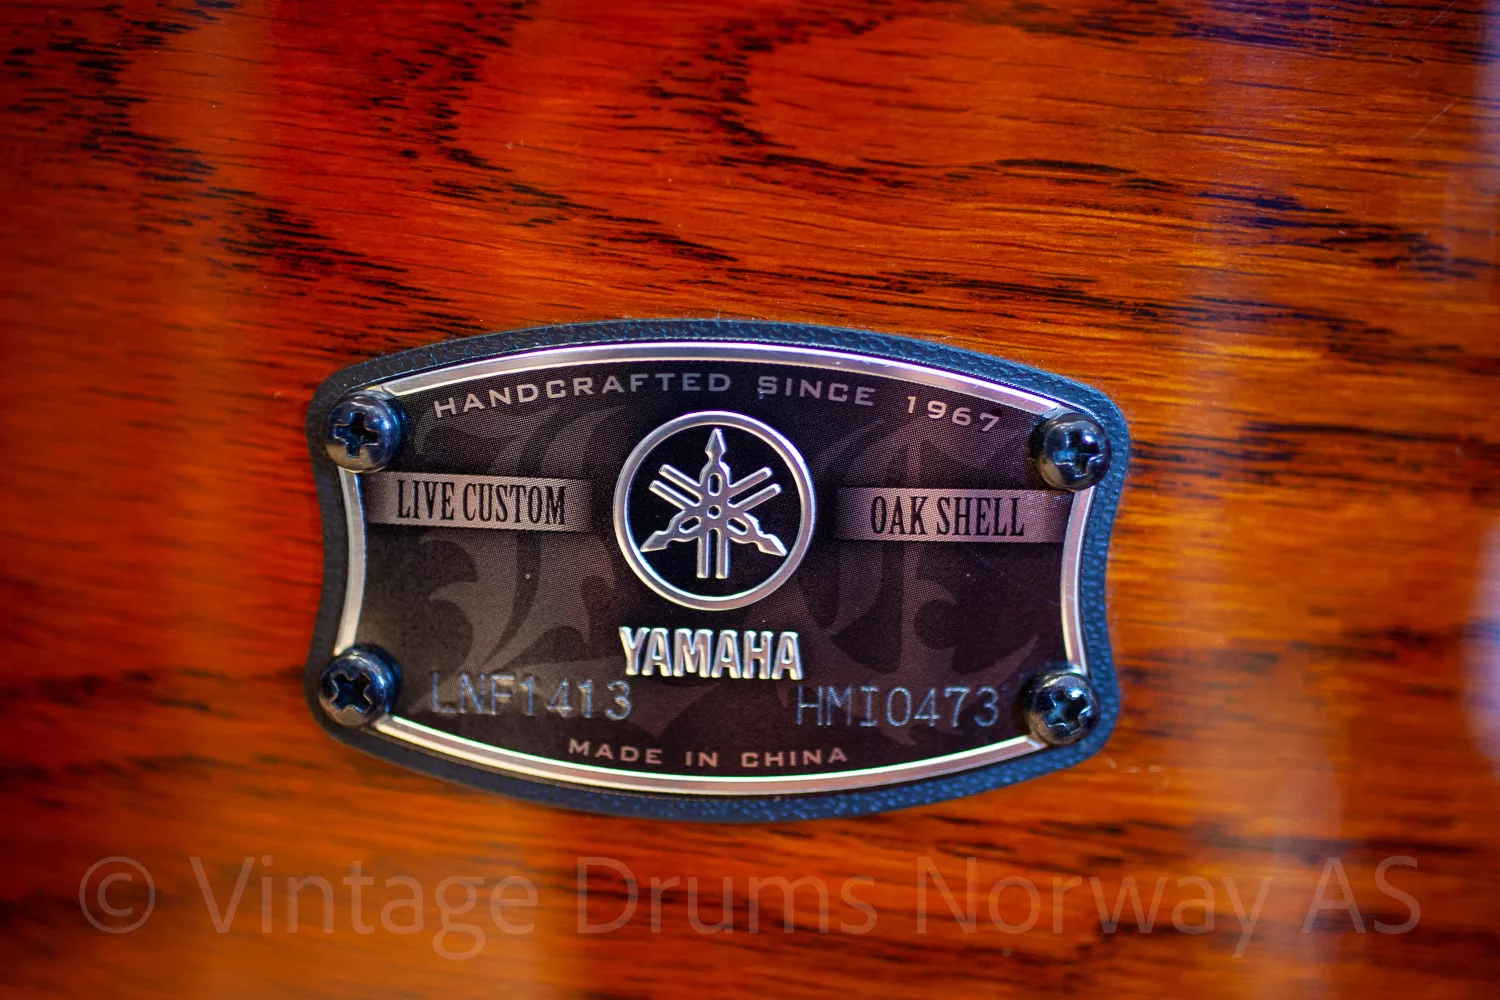 HANDCRAFTED SINCE 1967
LIVE CUSTOM
OAK SHELL
YAMAHA
LNF1413
HMI0473
MADE IN CHINA
© Vintage Drums Norway AS